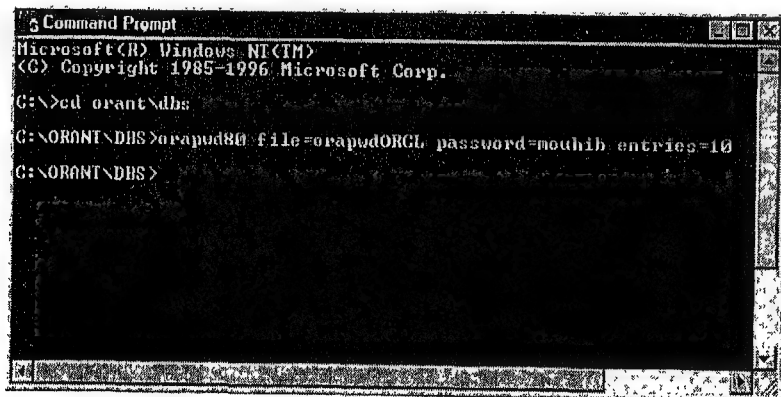 Command Prompt
Microsoft(R) Windows NT(TM)
(C) Copyright 1985-1996 Microsoft Corp.
C:\>cd orant\dbs
C:\ORANT\DBS>orapwd80 file=orapwdORCL password=mouhib entries=10
C:\ORANT\DBS>